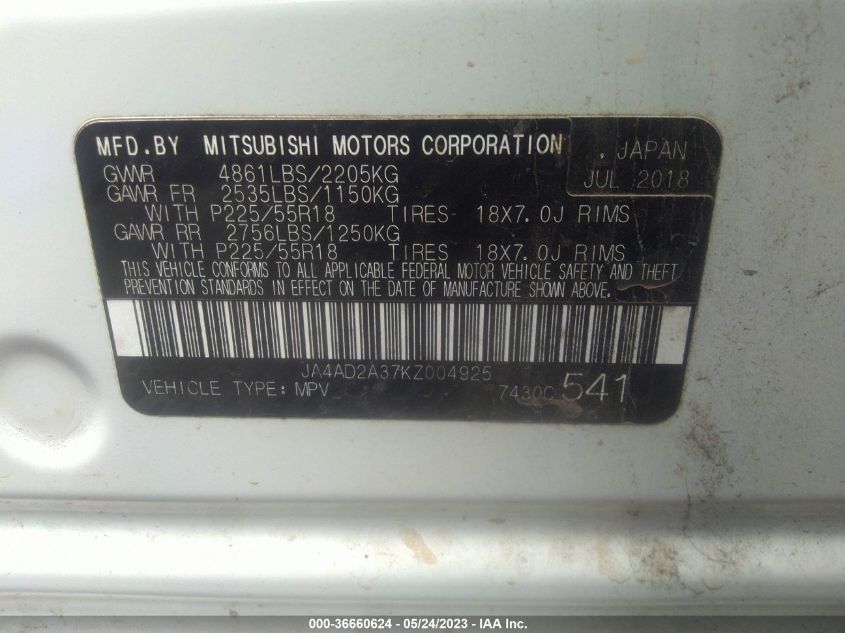 MFD.BY MITSUBISHI MOTORS CORPORATION , JAPAN
GVWR 4861LBS/2205KG JUL 2018
GAWR FR 2535LBS/1150KG
WITH P225/55R18 TIRES 18X7.0J RIMS
GAWR RR 2756LBS/1250KG
WITH P225/55R18 TIRES 18X7.0J RIMS
THIS VEHICLE CONFORMS TO ALL APPLICABLE FEDERAL MOTOR VEHICLE SAFETY AND THEFT
PREVENTION STANDARDS IN EFFECT ON THE DATE OF MANUFACTURE SHOWN ABOVE.
JA4AD2A37KZ004925
VEHICLE TYPE: MPV 7430C 541
000-36660624 - 05/24/2023 - IAA Inc.